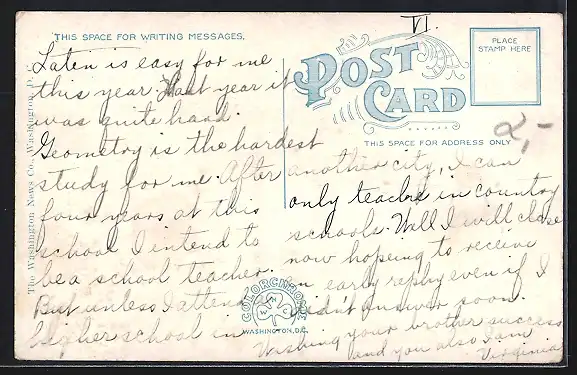 VI.
THIS SPACE FOR WRITING MESSAGES.
POST CARD
PLACE
STAMP HERE
THIS SPACE FOR ADDRESS ONLY
2,-
The Washington News Co., Washington, D.C.
Laten is easy for me
this year. Last year it
was quite hard.
Geometry is the hardest
study for me. After
four years at this
school I intend to
be a school teacher.
But unless I attend a
higher school in
another city, I can
only teache in country
schools. Well I will close
now hoping to receive
an early reply even if I
didn't answer soon.
Wishing your brother success
and you also I am
Virginia
COLORCHROME
W N C
WASHINGTON, D.C.